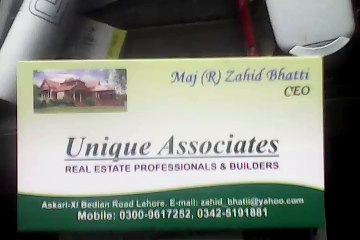 Maj (R) Zahid Bhatti
CEO
Unique Associates
REAL ESTATE PROFESSIONALS & BUILDERS
Askari-XI Bedian Road Lahore. E-mail: zahid_bhatii@yahoo.com
Mobile: 0300-9617252, 0342-5191881